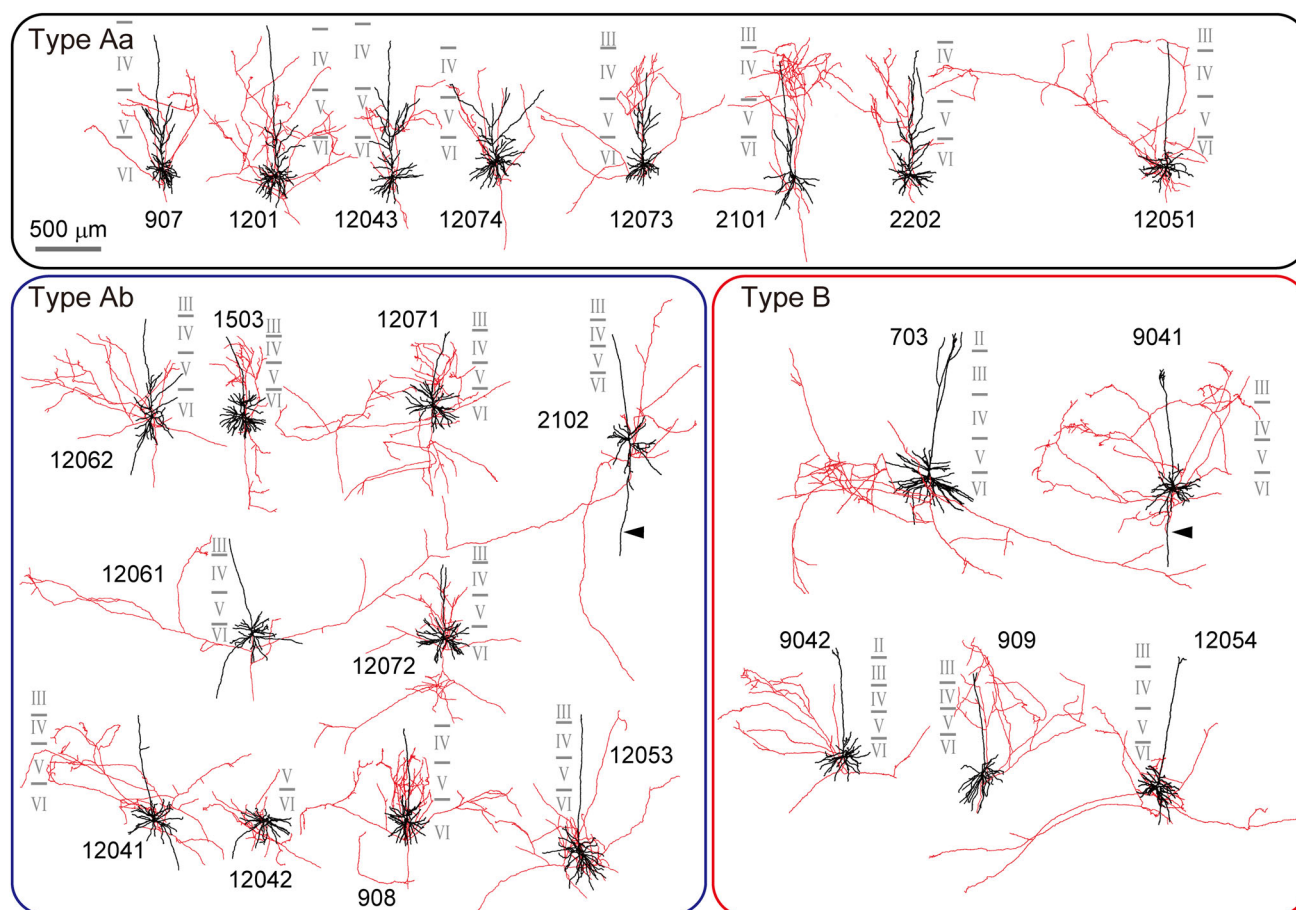 Type Aa
IV V VI
IV V VI
IV V VI
IV V VI
III IV V VI
III IV V VI
IV V VI
III IV V VI
907 1201 12043 12074 12073 2101 2202 12051
500 μm
Type Ab
III IV V VI
1503
III IV V VI
12071
III IV V VI
III IV V VI
2102
12062
12061
III IV V VI
III IV V VI
12072
III IV V VI
12041
V VI
12042
IV V VI
908
III IV V VI
12053
Type B
703
II III IV V VI
9041
III IV V VI
9042
II III IV V VI
909
III IV V VI
12054
III IV V VI